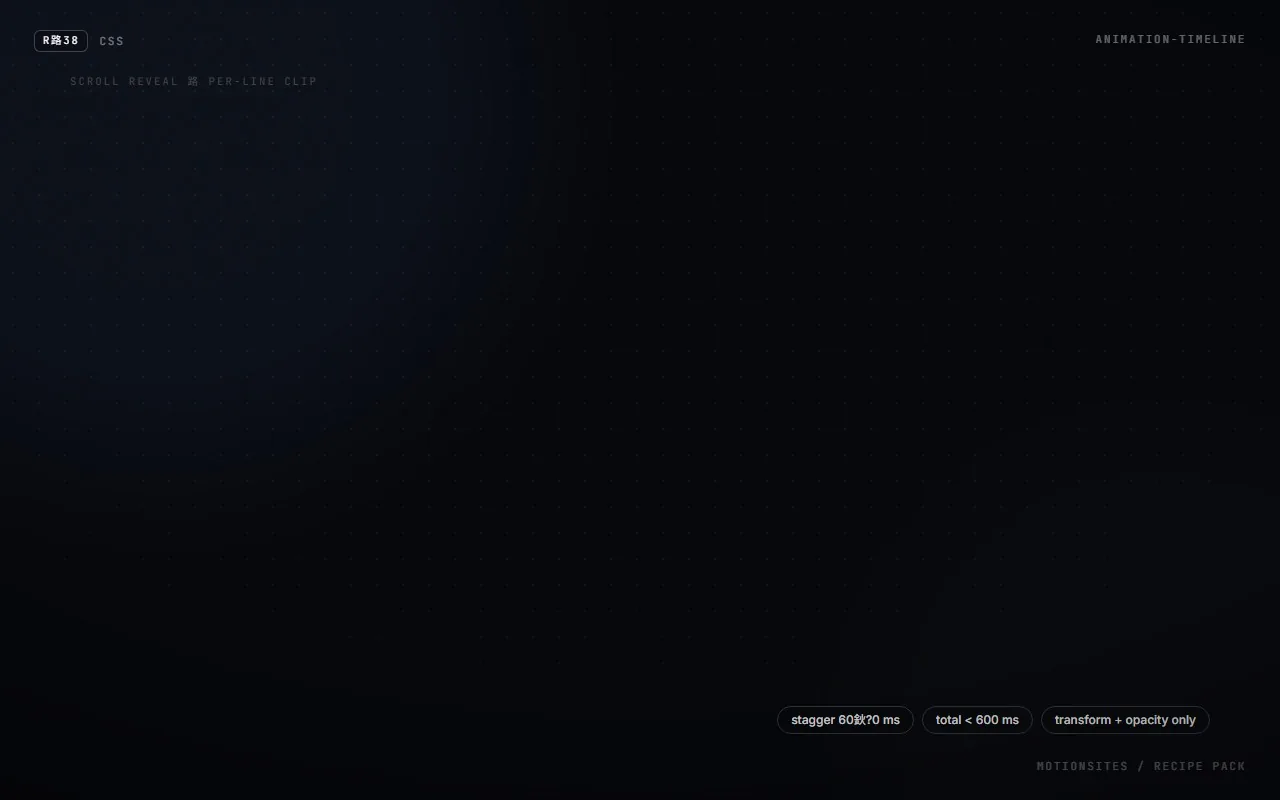 R路38 CSS
ANIMATION-TIMELINE
SCROLL REVEAL 路 PER-LINE CLIP
stagger 60鈥?0 ms
total < 600 ms
transform + opacity only
MOTIONSITES / RECIPE PACK